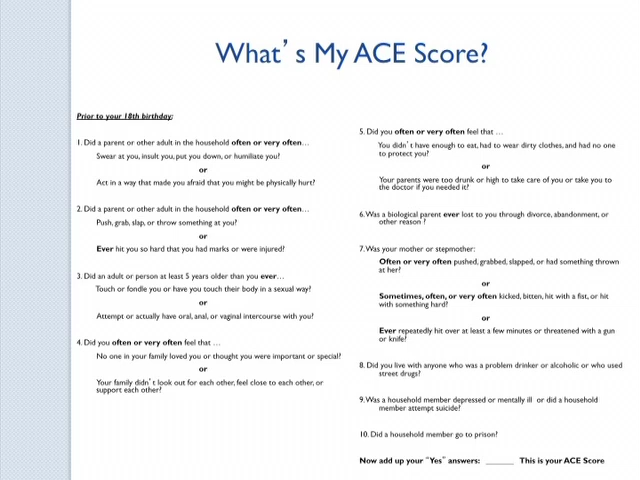 What's My ACE Score?
Prior to your 18th birthday:
1. Did a parent or other adult in the household often or very often…
Swear at you, insult you, put you down, or humiliate you?
or
Act in a way that made you afraid that you might be physically hurt?
2. Did a parent or other adult in the household often or very often…
Push, grab, slap, or throw something at you?
or
Ever hit you so hard that you had marks or were injured?
3. Did an adult or person at least 5 years older than you ever…
Touch or fondle you or have you touch their body in a sexual way?
or
Attempt or actually have oral, anal, or vaginal intercourse with you?
4. Did you often or very often feel that …
No one in your family loved you or thought you were important or special?
or
Your family didn't look out for each other, feel close to each other, or
support each other?
5. Did you often or very often feel that …
You didn't have enough to eat, had to wear dirty clothes, and had no one
to protect you?
or
Your parents were too drunk or high to take care of you or take you to
the doctor if you needed it?
6. Was a biological parent ever lost to you through divorce, abandonment, or
other reason ?
7. Was your mother or stepmother:
Often or very often pushed, grabbed, slapped, or had something thrown
at her?
or
Sometimes, often, or very often kicked, bitten, hit with a fist, or hit
with something hard?
or
Ever repeatedly hit over at least a few minutes or threatened with a gun
or knife?
8. Did you live with anyone who was a problem drinker or alcoholic or who used
street drugs?
9. Was a household member depressed or mentally ill or did a household
member attempt suicide?
10. Did a household member go to prison?
Now add up your "Yes" answers: ______ This is your ACE Score